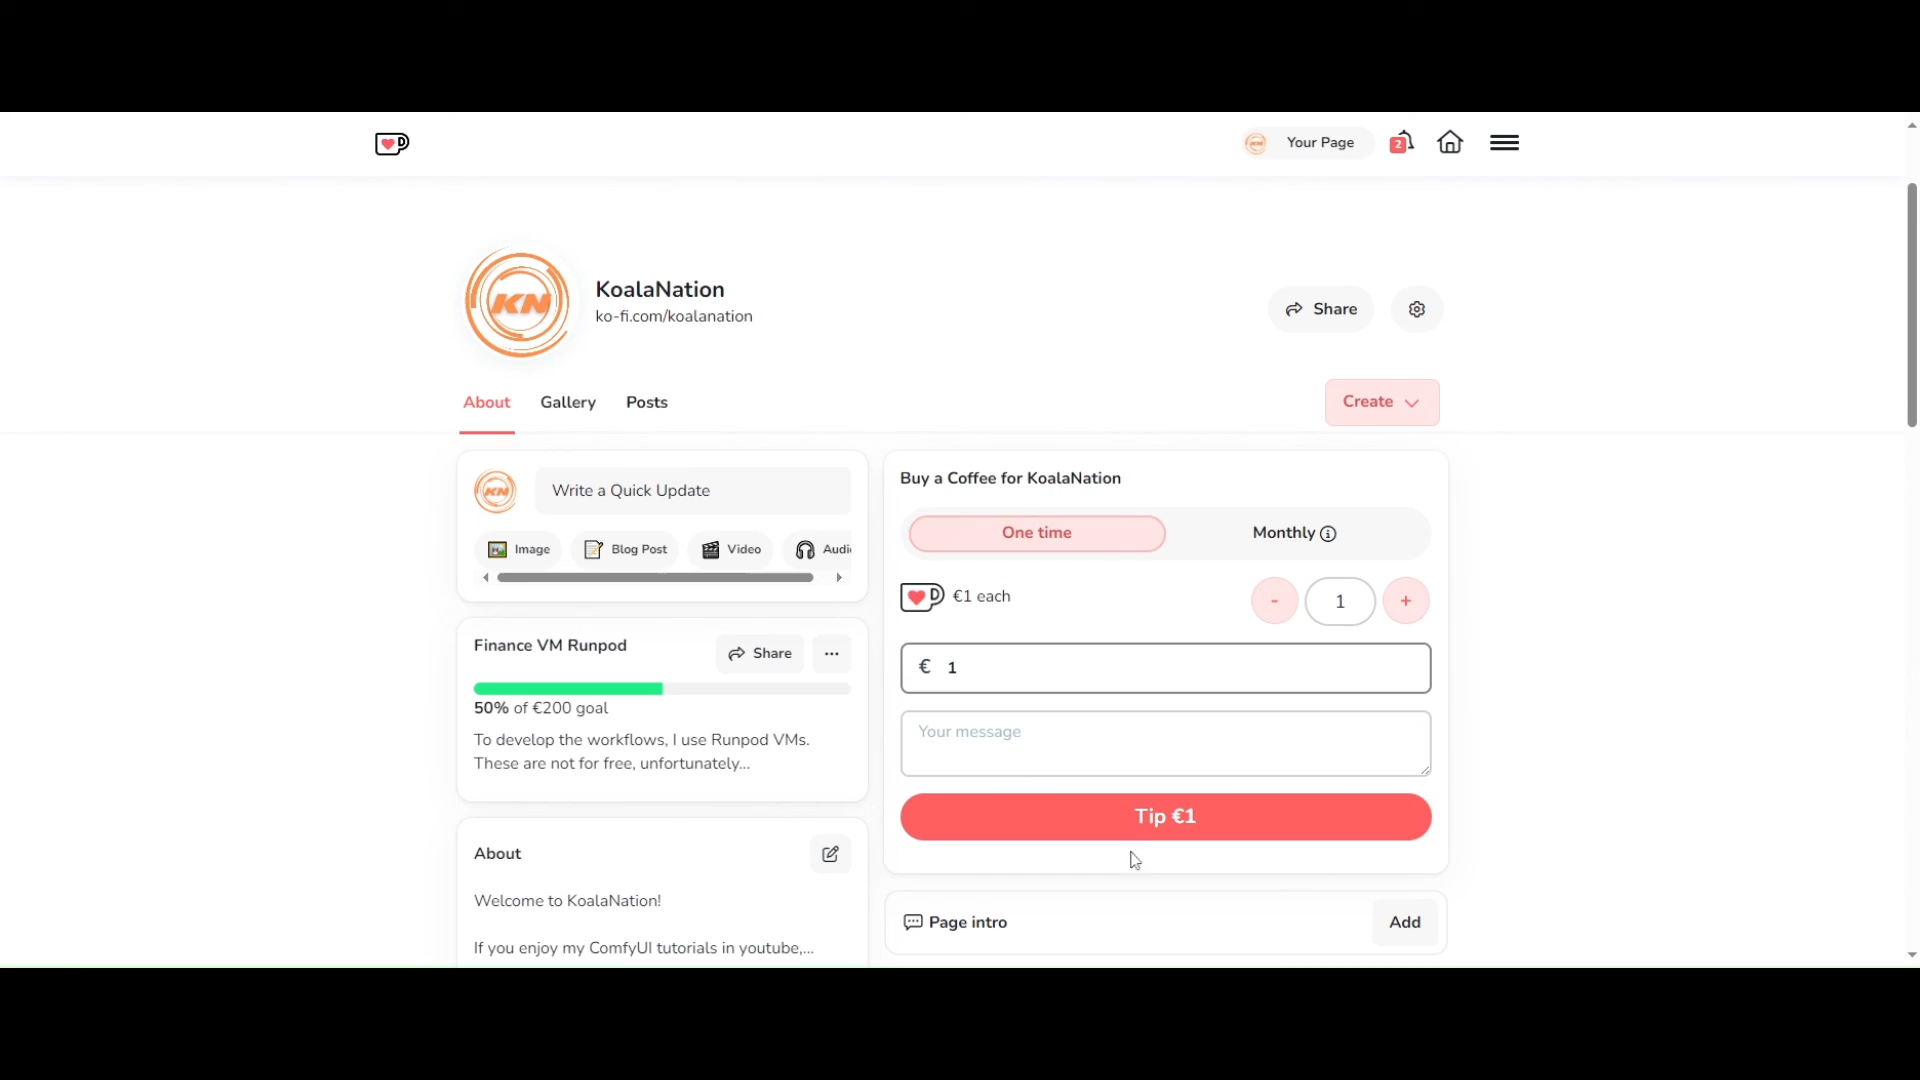 Your Page
2
KN
KoalaNation
ko-fi.com/koalanation
Share
About
Gallery
Posts
Create
KN
Write a Quick Update
Image
Blog Post
Video
Audi
Finance VM Runpod
Share
50% of €200 goal
To develop the workflows, I use Runpod VMs.
These are not for free, unfortunately...
About
Welcome to KoalaNation!
If you enjoy my ComfyUI tutorials in youtube,...
Buy a Coffee for KoalaNation
One time
Monthly
€1 each
-
1
+
€ 1
Your message
Tip €1
Page intro
Add